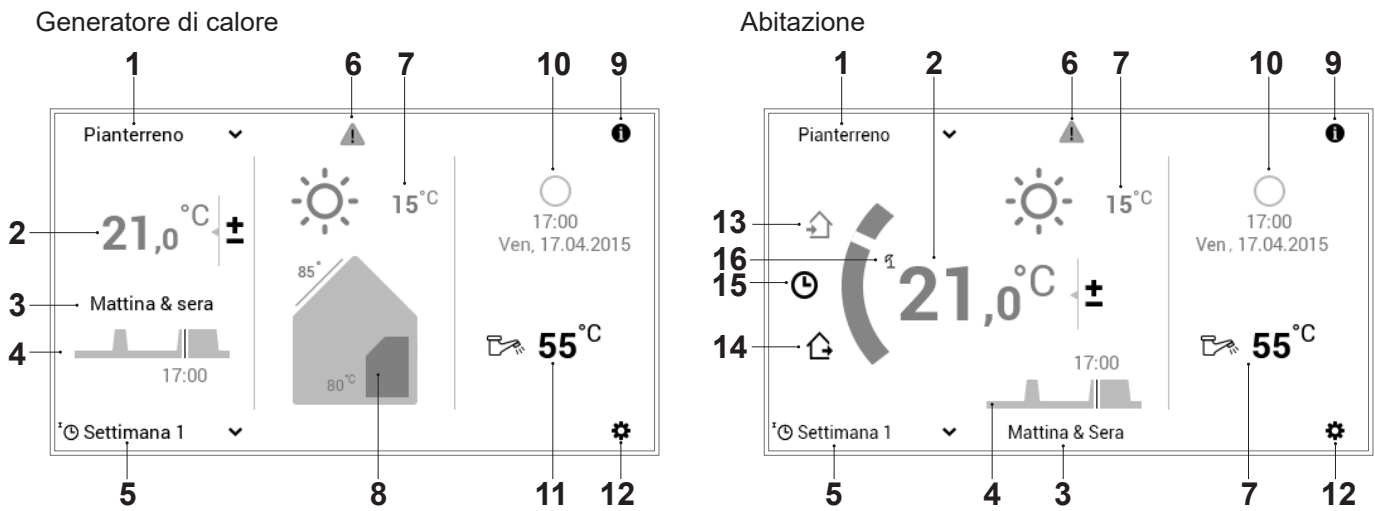 Generatore di calore
1 6 7 10 9
Pianterreno
15°C
2 21,0 °C ±
17:00
Ven, 17.04.2015
85°
3 Mattina & sera
55°C
4
17:00
80°C
Settimana 1
5 8 11 12
Abitazione
1 2 6 7 10 9
Pianterreno
15°C
13
17:00
Ven, 17.04.2015
16
15
21,0 °C ±
14
55°C
17:00
Settimana 1
Mattina & Sera
5 4 3 7 12